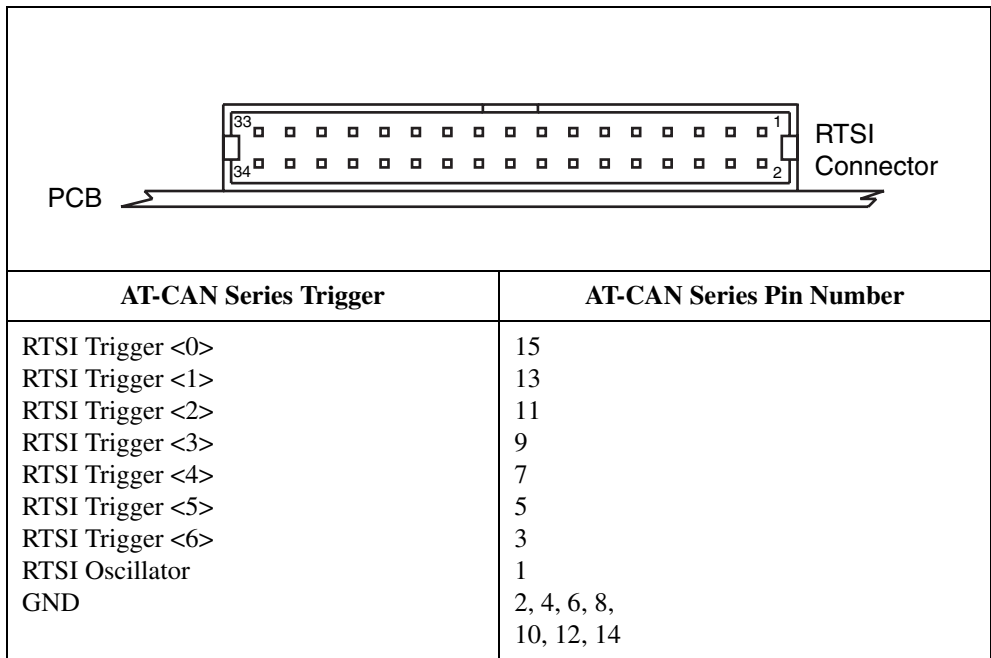 33
1
RTSI
Connector
34
2
PCB
AT-CAN Series Trigger
AT-CAN Series Pin Number
RTSI Trigger <0>
15
RTSI Trigger <1>
13
RTSI Trigger <2>
11
RTSI Trigger <3>
9
RTSI Trigger <4>
7
RTSI Trigger <5>
5
RTSI Trigger <6>
3
RTSI Oscillator
1
GND
2, 4, 6, 8,
10, 12, 14